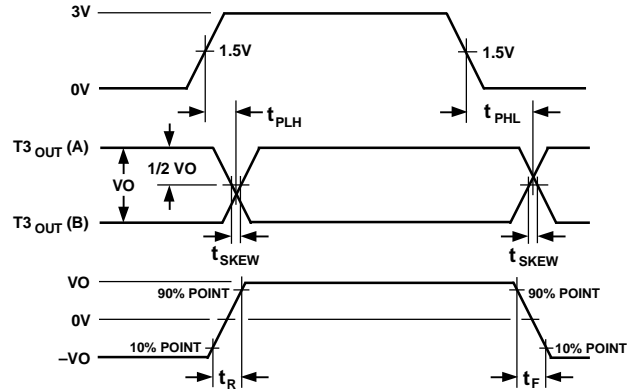 3V
1.5V
1.5V
0V
tPLH
tPHL
T3OUT (A)
1/2 VO
VO
T3OUT (B)
tSKEW
tSKEW
VO
90% POINT
90% POINT
0V
10% POINT
10% POINT
–VO
tR
tF